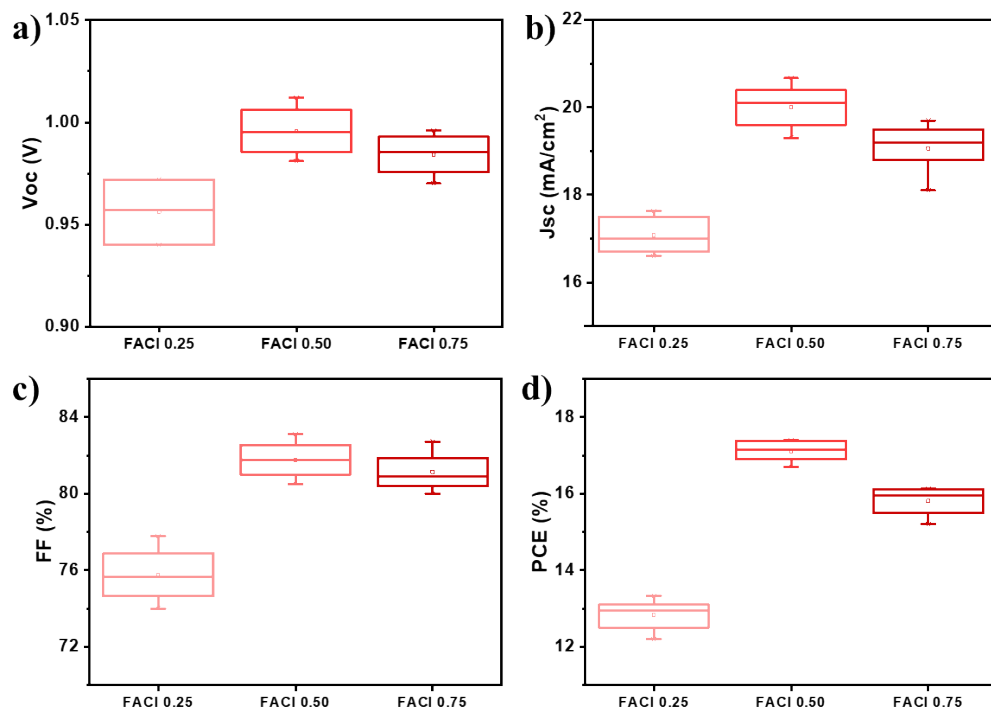 a)
Voc (V)
1.05
1.00
0.95
0.90
FACl 0.25
FACl 0.50
FACl 0.75
b)
Jsc (mA/cm²)
22
20
18
16
FACl 0.25
FACl 0.50
FACl 0.75
c)
FF (%)
84
80
76
72
FACl 0.25
FACl 0.50
FACl 0.75
d)
PCE (%)
18
16
14
12
FACl 0.25
FACl 0.50
FACl 0.75